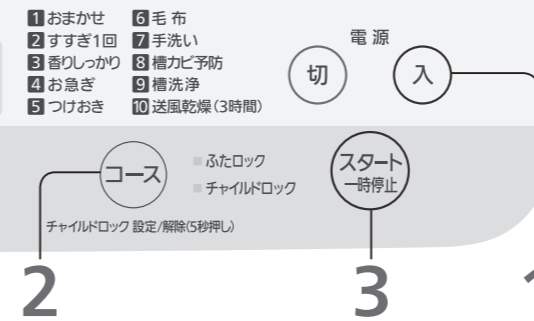 1 おまかせ
2 すすぎ1回
3 香りしっかり
4 お急ぎ
5 つけおき
6 毛布
7 手洗い
8 槽カビ予防
9 槽洗浄
10 送風乾燥(3時間)
電源
切
入
コース
ふたロック
チャイルドロック
チャイルドロック 設定/解除(5秒押し)
スタート
一時停止
2
3